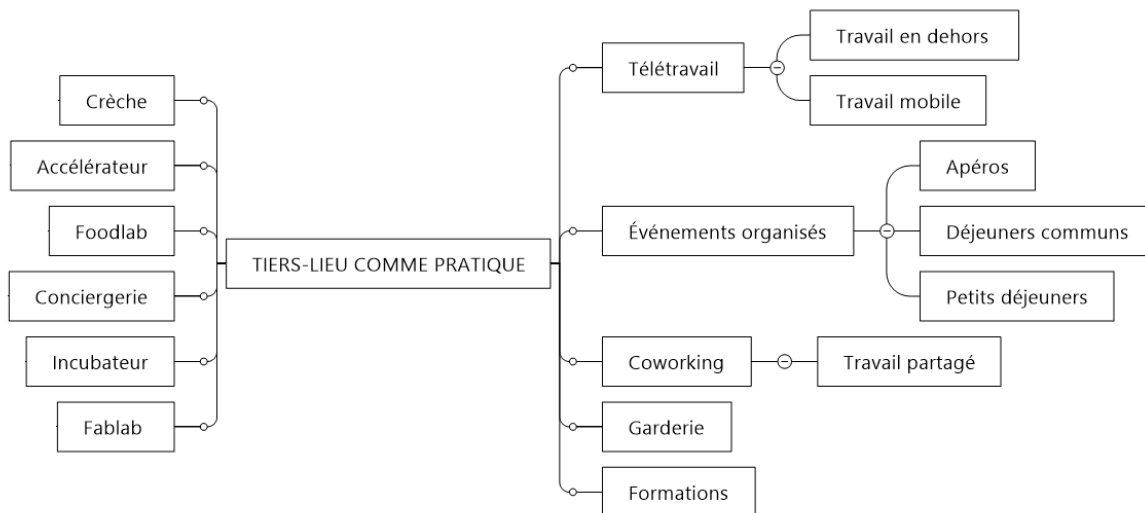 Crèche
Accélérateur
Foodlab
Conciergerie
Incubateur
Fablab
TIERS-LIEU COMME PRATIQUE
Télétravail
Travail en dehors
Travail mobile
Événements organisés
Apéros
Déjeuners communs
Petits déjeuners
Coworking
Travail partagé
Garderie
Formations